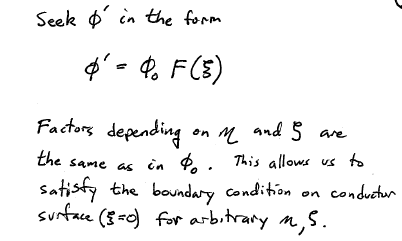 Seek ϕ' in the form
ϕ' = ϕ₀ F(ξ)
Factors depending on η and ζ are
the same as in ϕ₀. This allows us to
satisfy the boundary condition on conductor
surface (ξ=0) for arbitrary η, ζ.